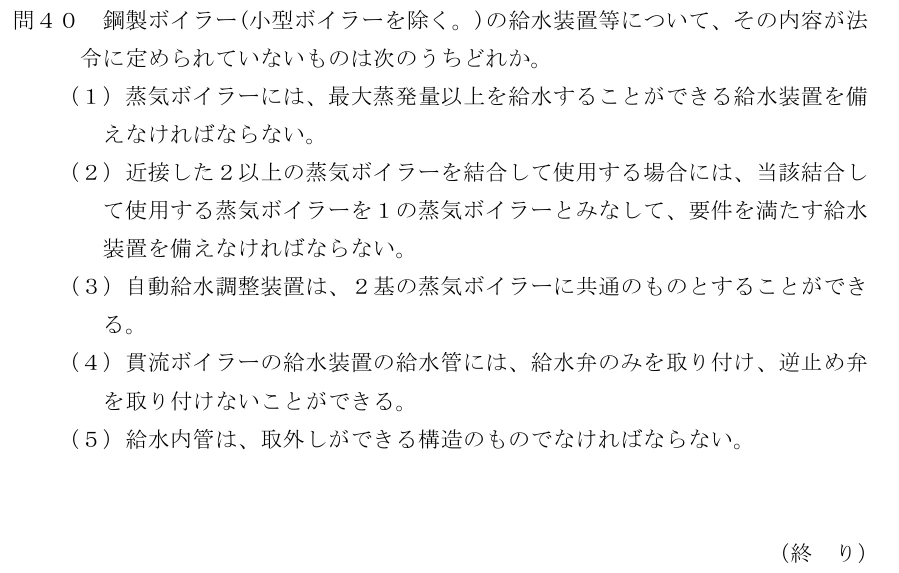 問４０　鋼製ボイラー(小型ボイラーを除く。)の給水装置等について、その内容が法
令に定められていないものは次のうちどれか。
（１）蒸気ボイラーには、最大蒸発量以上を給水することができる給水装置を備
えなければならない。
（２）近接した２以上の蒸気ボイラーを結合して使用する場合には、当該結合し
て使用する蒸気ボイラーを１の蒸気ボイラーとみなして、要件を満たす給水
装置を備えなければならない。
（３）自動給水調整装置は、２基の蒸気ボイラーに共通のものとすることができ
る。
（４）貫流ボイラーの給水装置の給水管には、給水弁のみを取り付け、逆止め弁
を取り付けないことができる。
（５）給水内管は、取外しができる構造のものでなければならない。
（終　り）